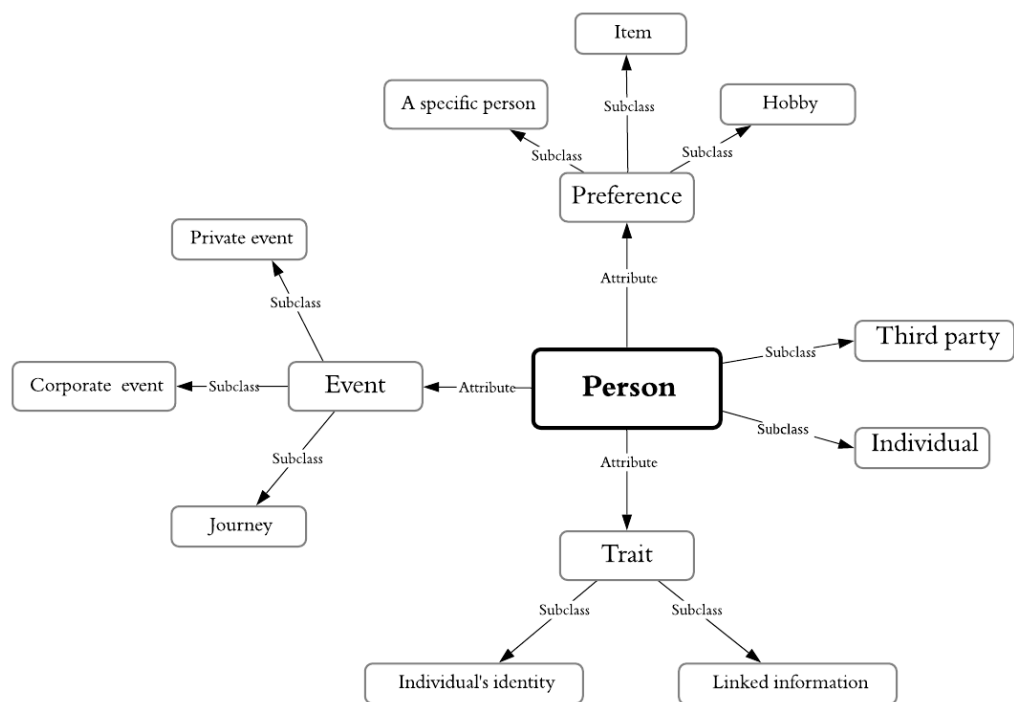 Item
A specific person
Subclass
Hobby
Subclass
Subclass
Preference
Private event
Attribute
Subclass
Third party
Subclass
Corporate event
Subclass
Event
Attribute
Person
Subclass
Individual
Subclass
Attribute
Journey
Trait
Subclass
Subclass
Individual's identity
Linked information